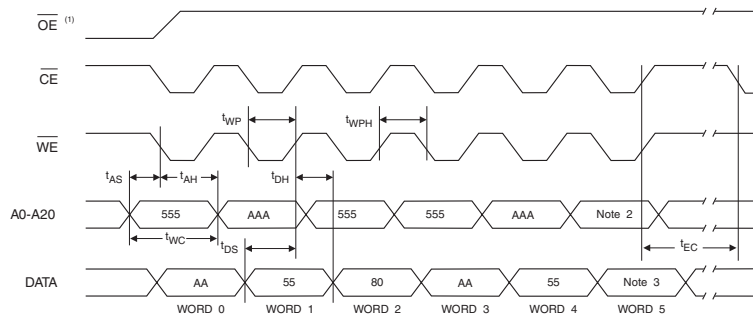 OE (1)
CE
tWP
tWPH
WE
tAS
tAH
tDH
A0-A20
555
AAA
555
555
AAA
Note 2
tWC
tDS
tEC
DATA
AA
55
80
AA
55
Note 3
WORD 0
WORD 1
WORD 2
WORD 3
WORD 4
WORD 5